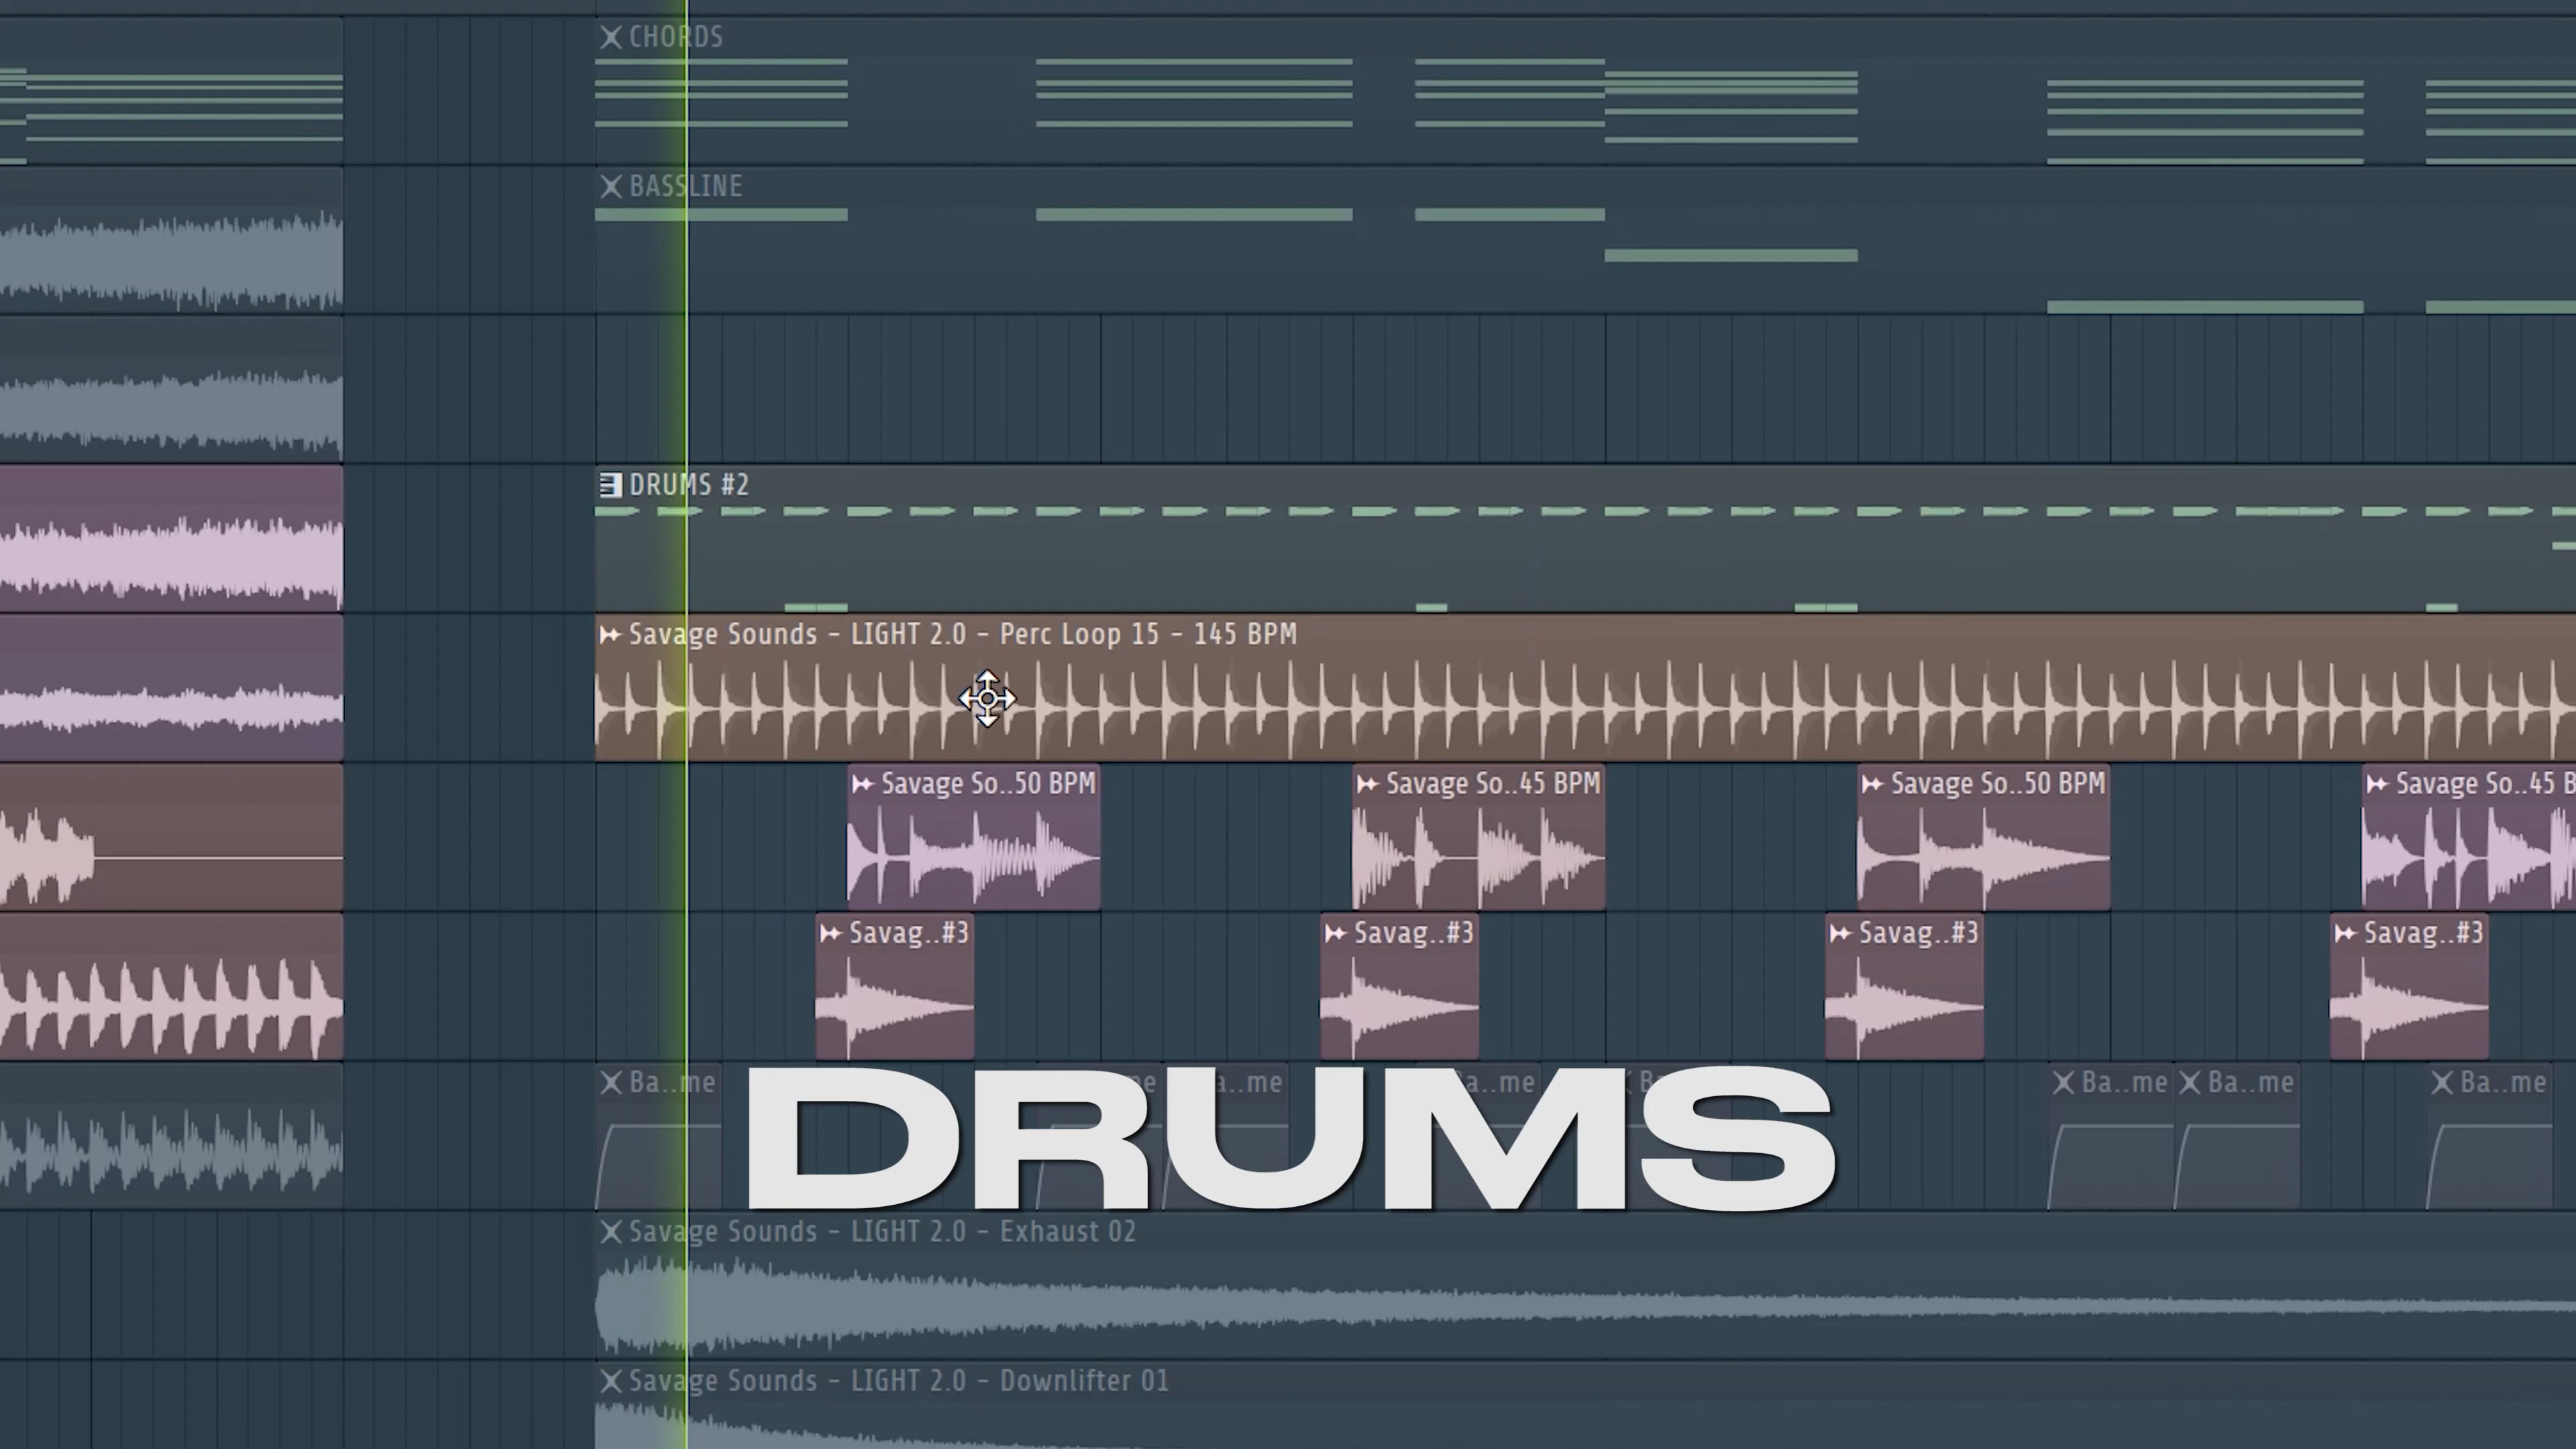 CHORDS
BASSLINE
DRUMS #2
Savage Sounds - LIGHT 2.0 - Perc Loop 15 - 145 BPM
Savage So..50 BPM
Savage So..45 BPM
Savage So..50 BPM
Savage So..45 B
Savag..#3
Savag..#3
Savag..#3
Savag..#3
Ba..me
Ba..me
Ba..me
Ba..me
DRUMS
Savage Sounds - LIGHT 2.0 - Exhaust 02
Savage Sounds - LIGHT 2.0 - Downlifter 01